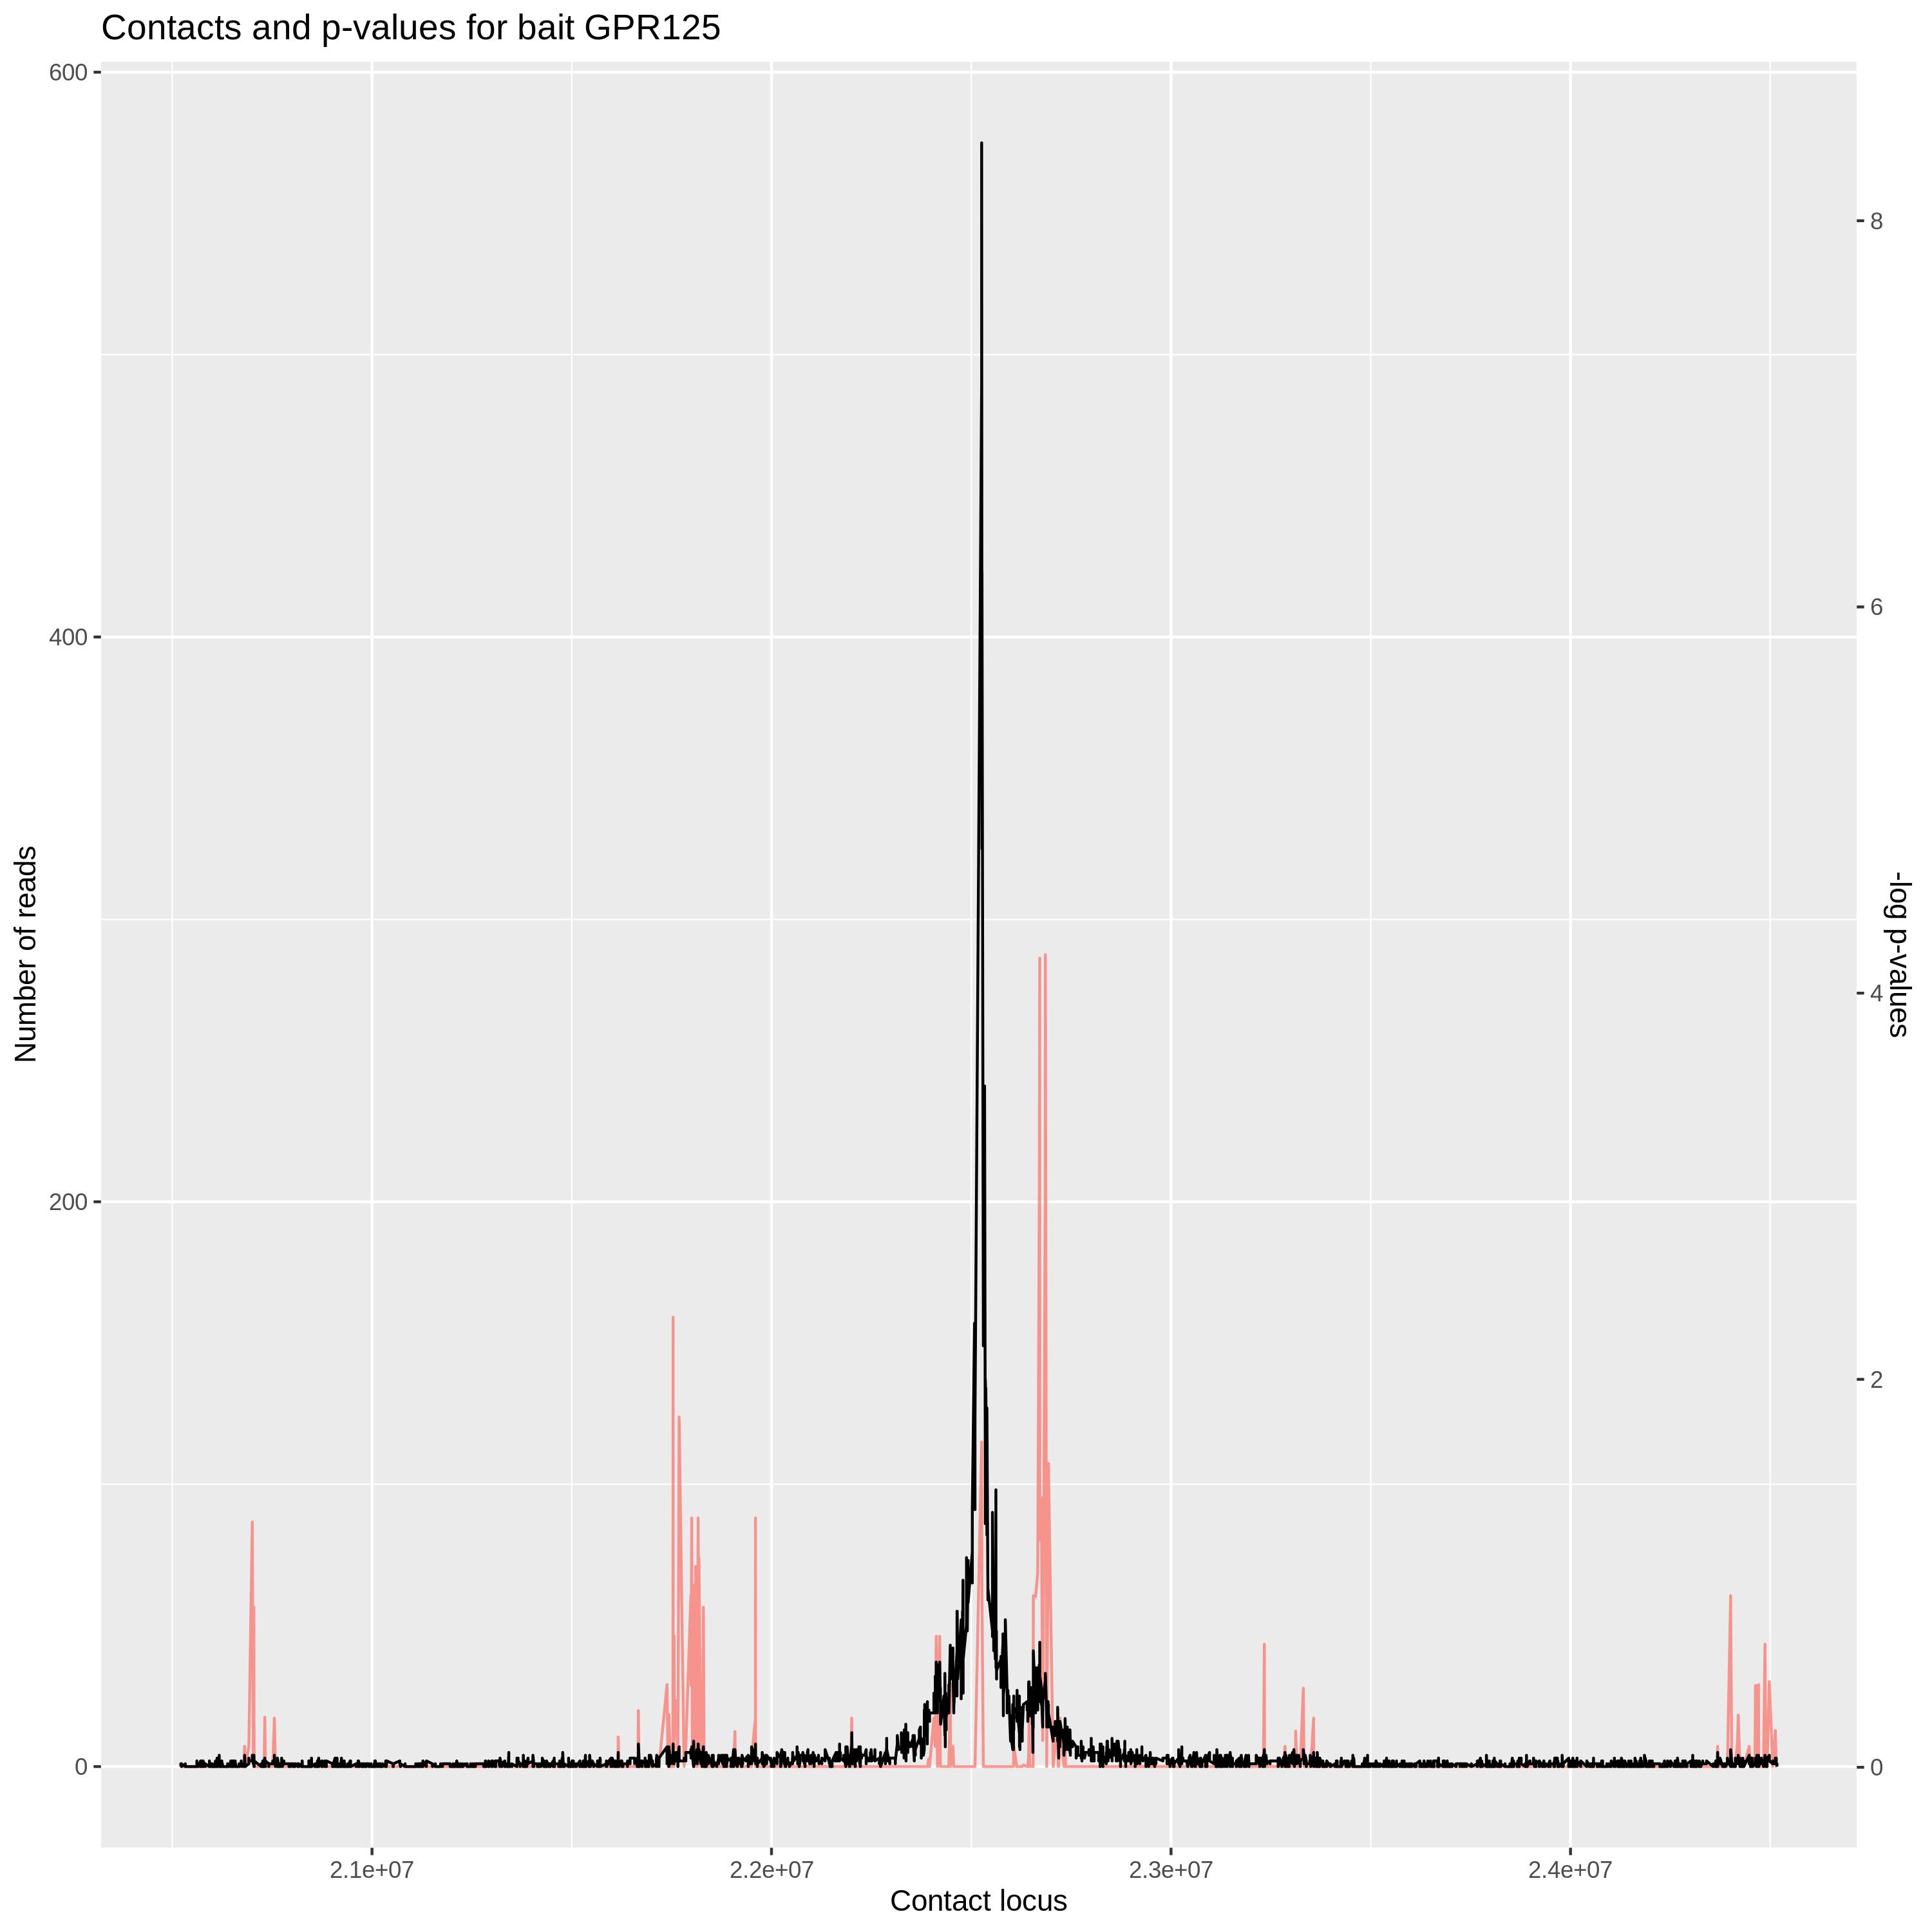 Contacts and p-values for bait GPR125
600
400
200
0
Number of reads
8
6
4
2
0
-log p-values
2.1e+07
2.2e+07
2.3e+07
2.4e+07
Contact locus